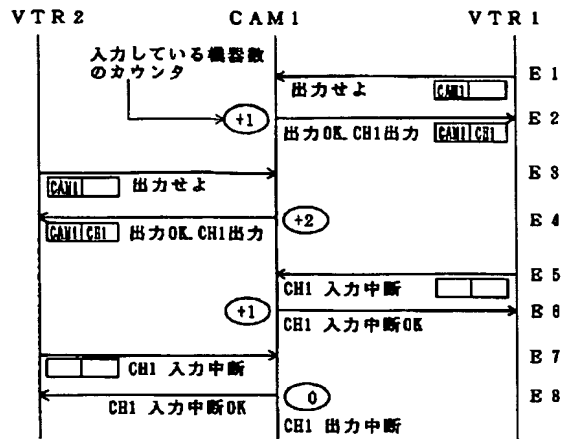 VTR2 CAM1 VTR1
入力している機器数
のカウンタ
E1
出力せよ CAM1
+1
E2
出力OK.CH1出力 CAM1 CH1
E3
CAM1 出力せよ
+2
E4
CAM1 CH1 出力OK.CH1出力
E5
CH1 入力中断
+1
E6
CH1 入力中断OK
E7
CH1 入力中断
0
E8
CH1 入力中断OK
CH1 出力中断